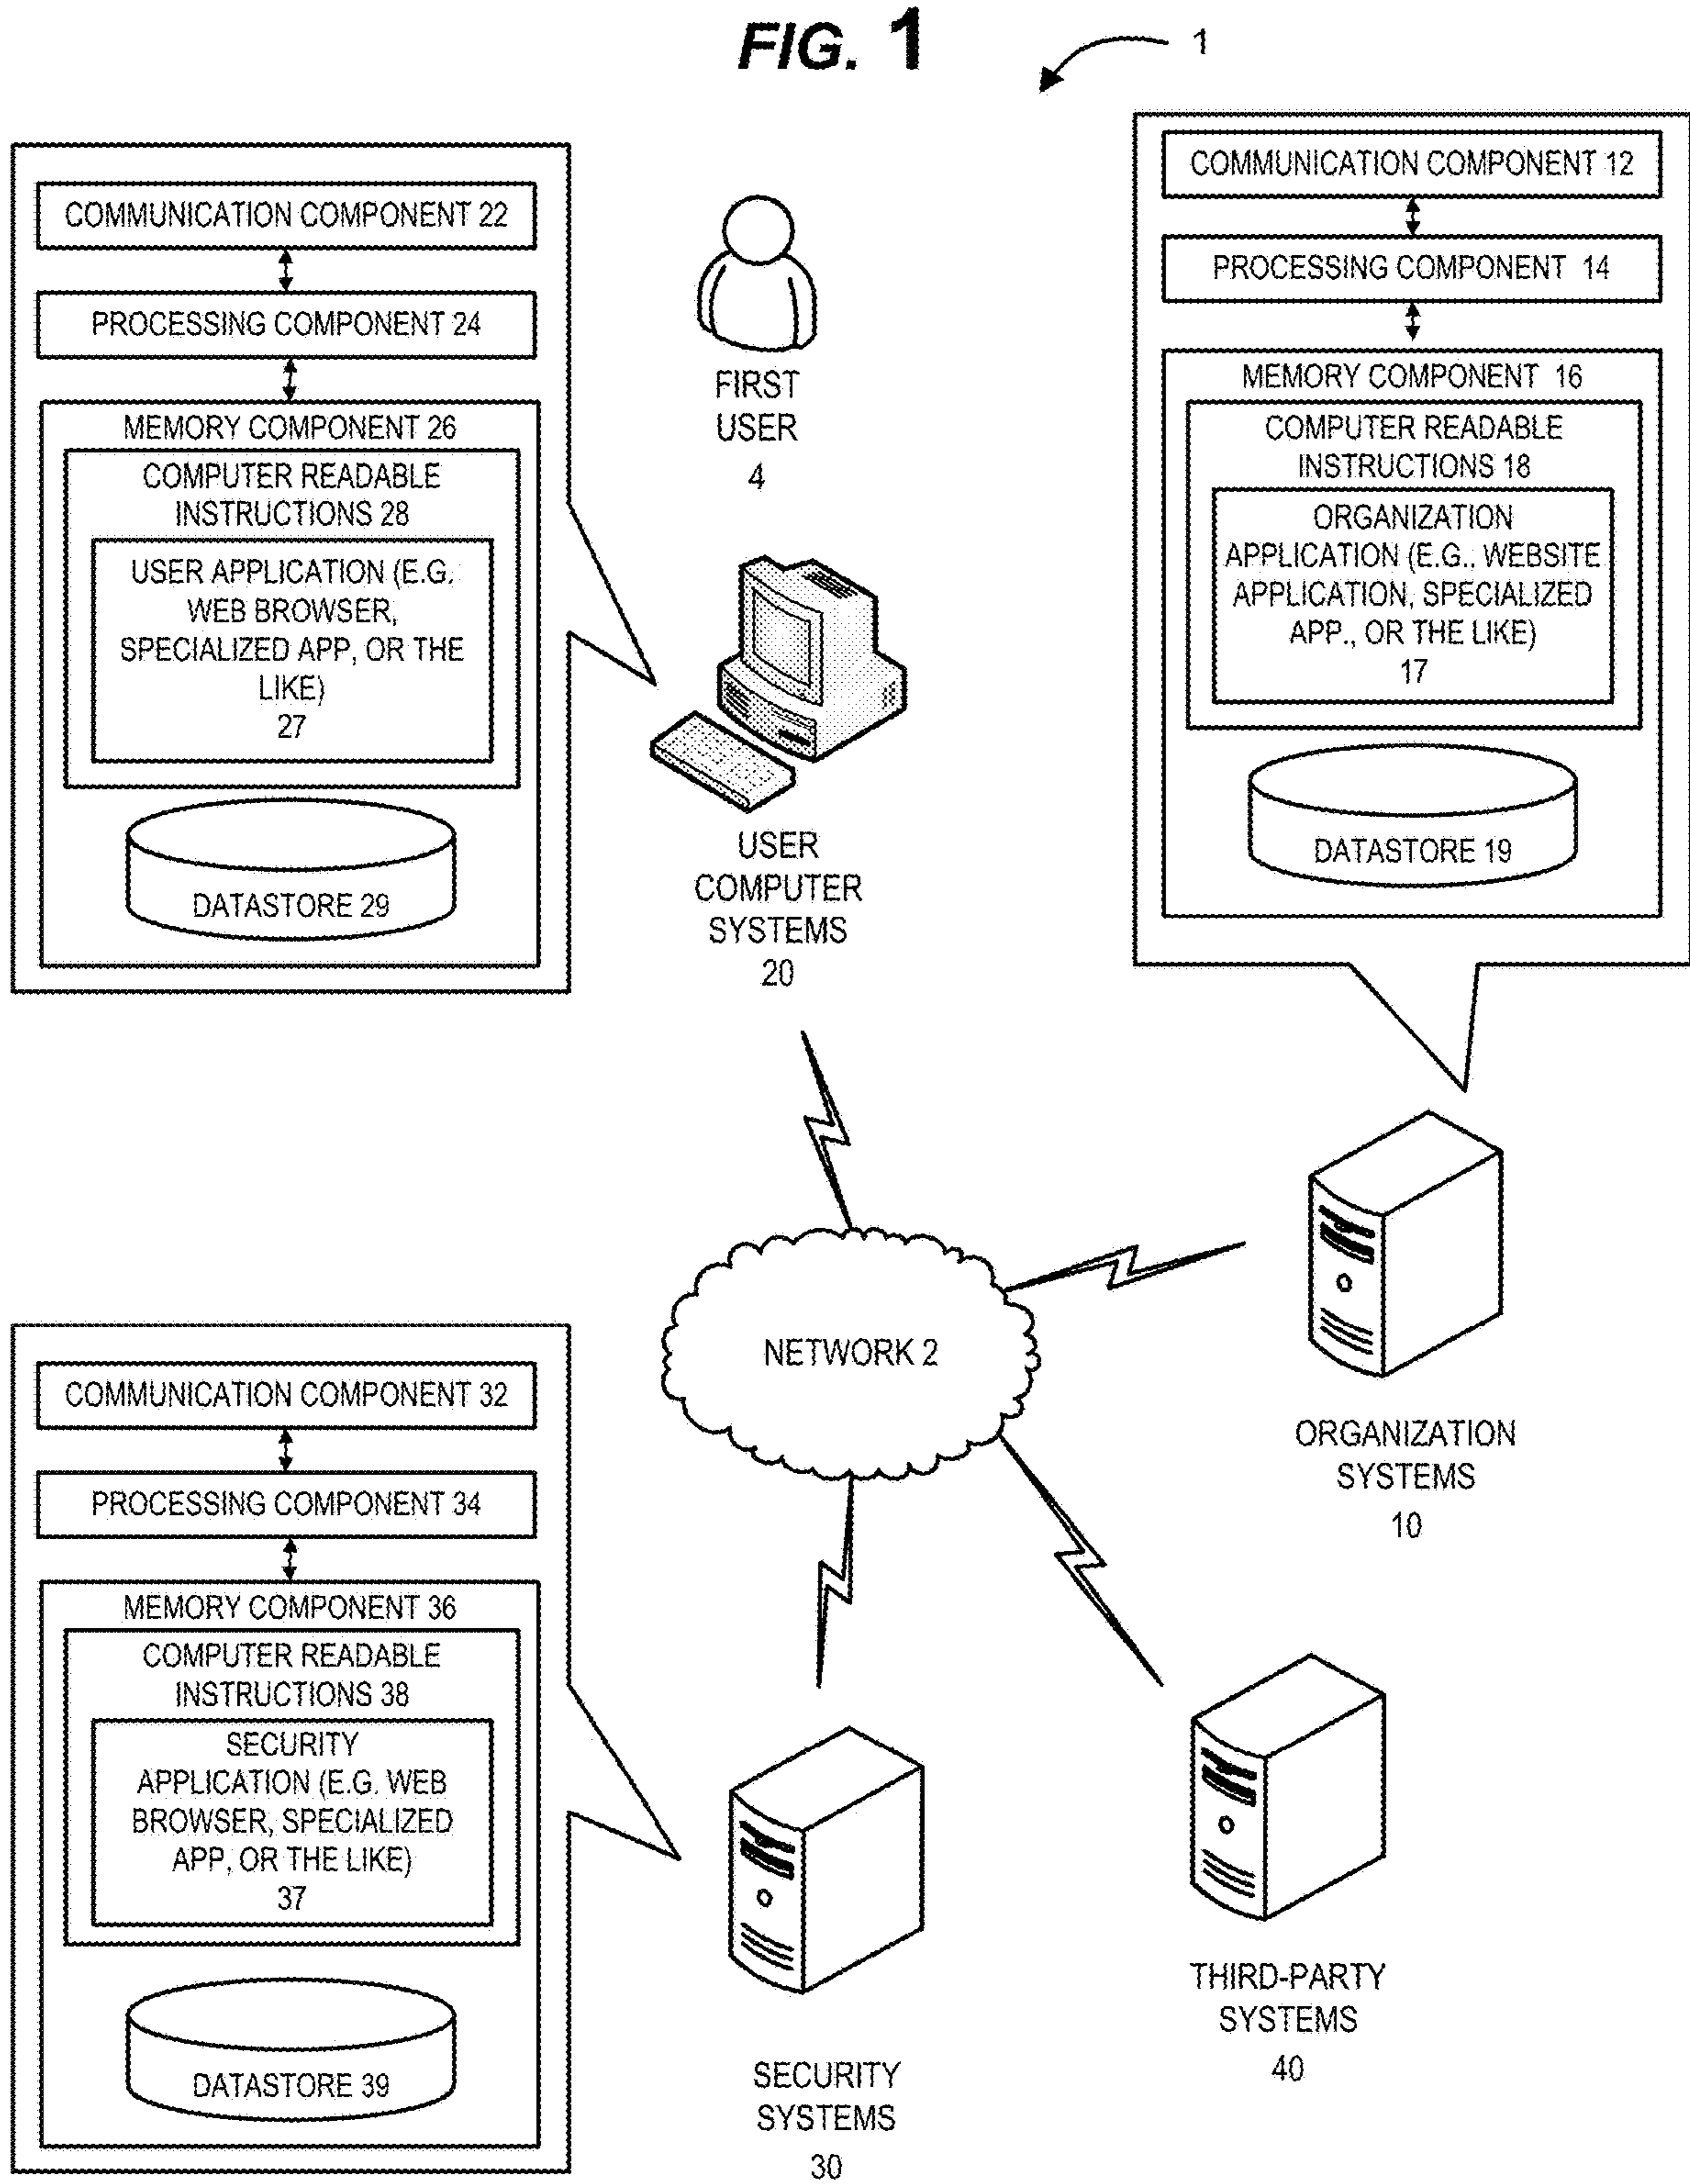 FIG. 1
1
COMMUNICATION COMPONENT 22
PROCESSING COMPONENT 24
MEMORY COMPONENT 26
COMPUTER READABLE
INSTRUCTIONS 28
USER APPLICATION (E.G.
WEB BROWSER,
SPECIALIZED APP, OR THE
LIKE)
27
DATASTORE 29
FIRST
USER
4
USER
COMPUTER
SYSTEMS
20
COMMUNICATION COMPONENT 12
PROCESSING COMPONENT 14
MEMORY COMPONENT 16
COMPUTER READABLE
INSTRUCTIONS 18
ORGANIZATION
APPLICATION (E.G., WEBSITE
APPLICATION, SPECIALIZED
APP., OR THE LIKE)
17
DATASTORE 19
NETWORK 2
ORGANIZATION
SYSTEMS
10
COMMUNICATION COMPONENT 32
PROCESSING COMPONENT 34
MEMORY COMPONENT 36
COMPUTER READABLE
INSTRUCTIONS 38
SECURITY
APPLICATION (E.G. WEB
BROWSER, SPECIALIZED
APP, OR THE LIKE)
37
DATASTORE 39
SECURITY
SYSTEMS
30
THIRD-PARTY
SYSTEMS
40